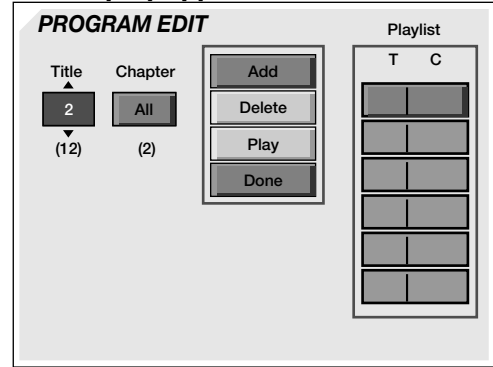 PROGRAM EDIT
Playlist
Title Chapter
T C
2 All
(12) (2)
Add
Delete
Play
Done